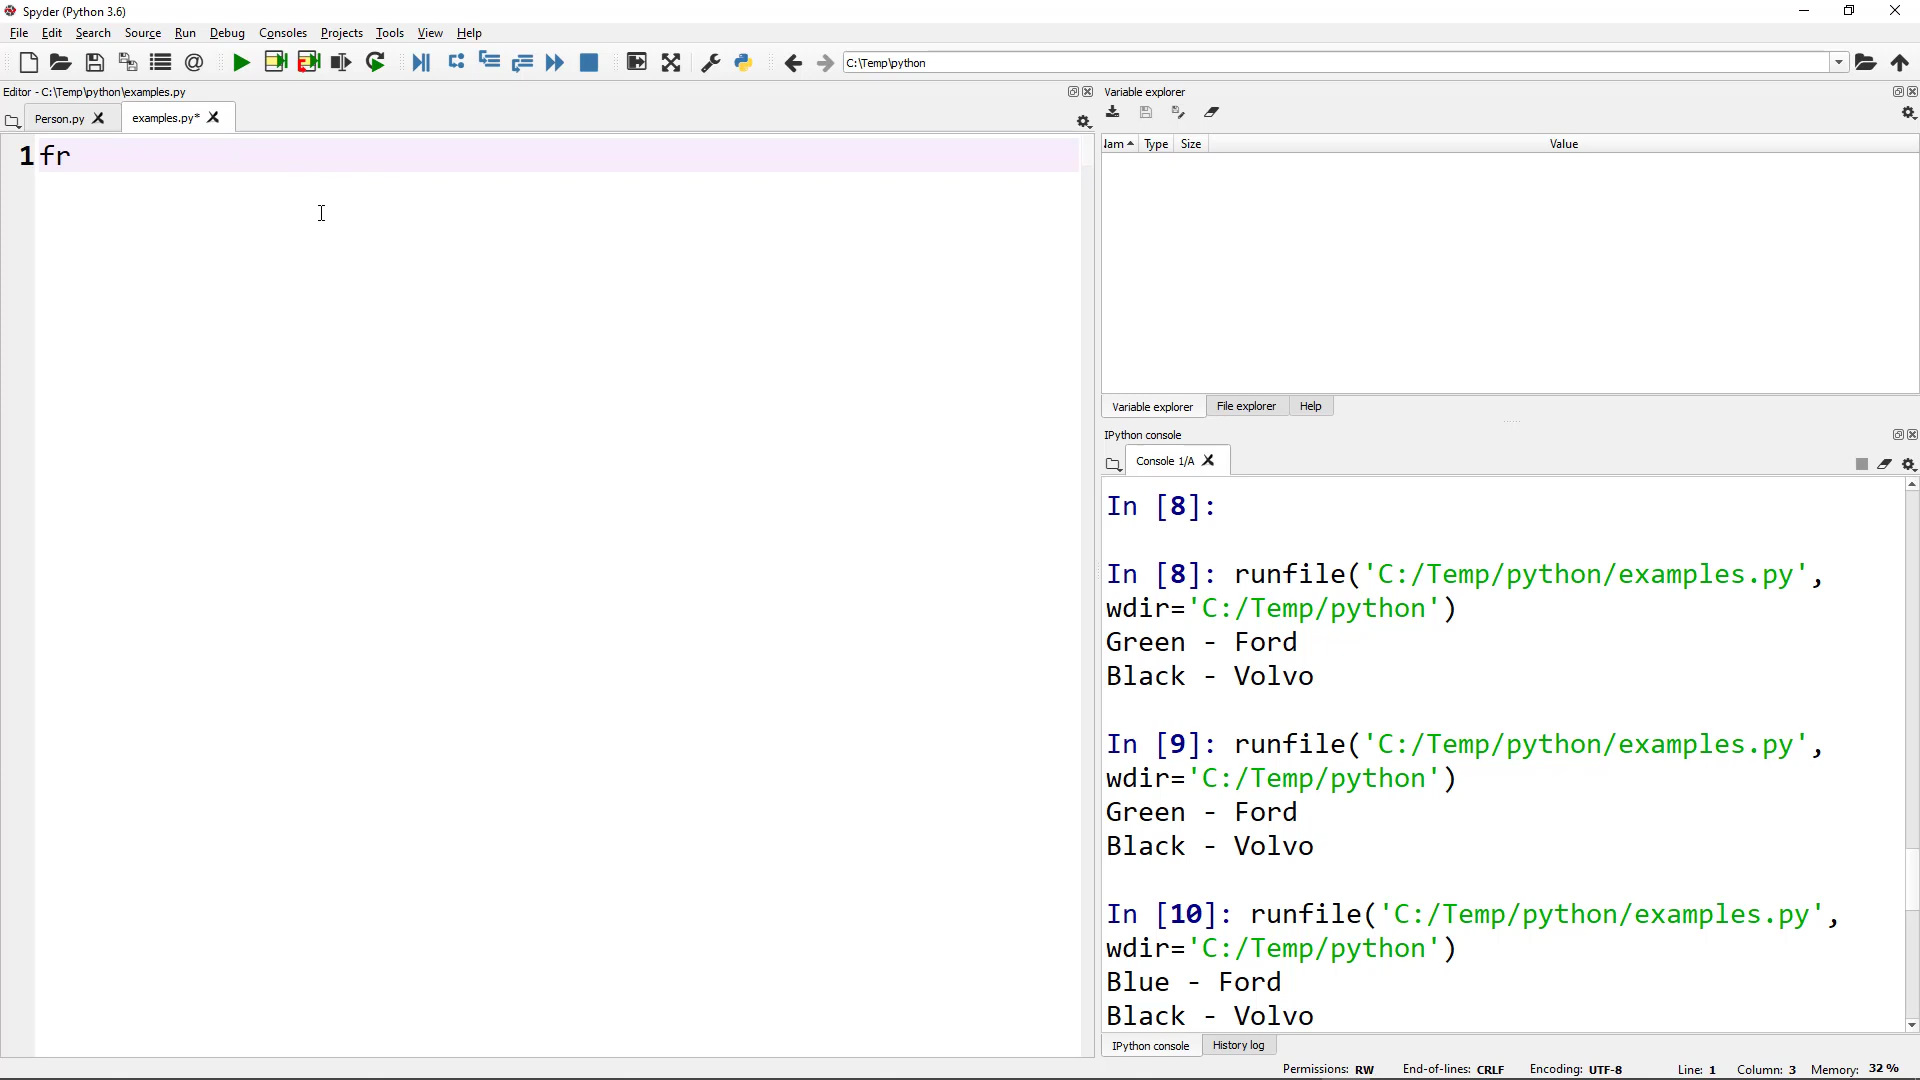 Spyder (Python 3.6)
File Edit Search Source Run Debug Consoles Projects Tools View Help
C:\Temp\python
Editor - C:\Temp\python\examples.py
Person.py examples.py*
1 fr
Variable explorer
Nam Type Size Value
Variable explorer File explorer Help
IPython console
Console 1/A
In [8]:
In [8]: runfile('C:/Temp/python/examples.py',
wdir='C:/Temp/python')
Green - Ford
Black - Volvo
In [9]: runfile('C:/Temp/python/examples.py',
wdir='C:/Temp/python')
Green - Ford
Black - Volvo
In [10]: runfile('C:/Temp/python/examples.py',
wdir='C:/Temp/python')
Blue - Ford
Black - Volvo
IPython console History log
Permissions: RW End-of-lines: CRLF Encoding: UTF-8 Line: 1 Column: 3 Memory: 32 %